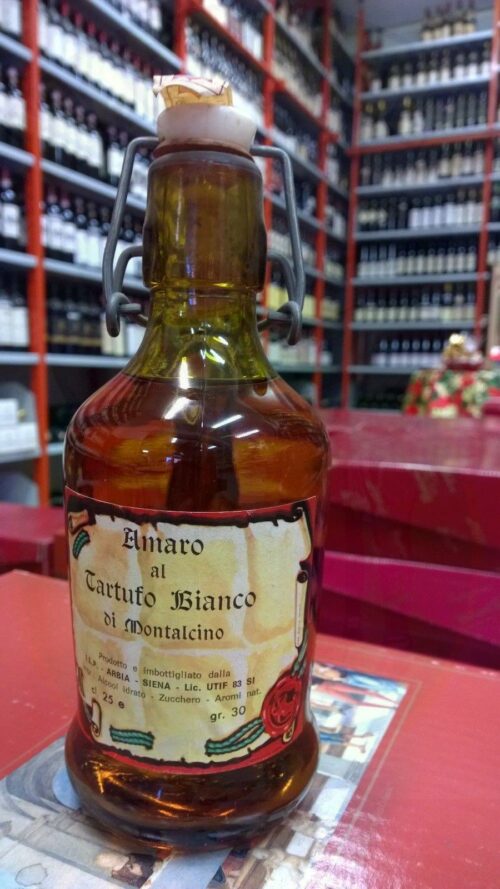 Amaro
al
Tartufo Bianco
di Montalcino
Prodotto e imbottigliato dalla
- ARBIA - SIENA - Lic. UTIF 83 SI
Alcool idrato - Zucchero - Aromi nat.
cl 25 e
gr. 30